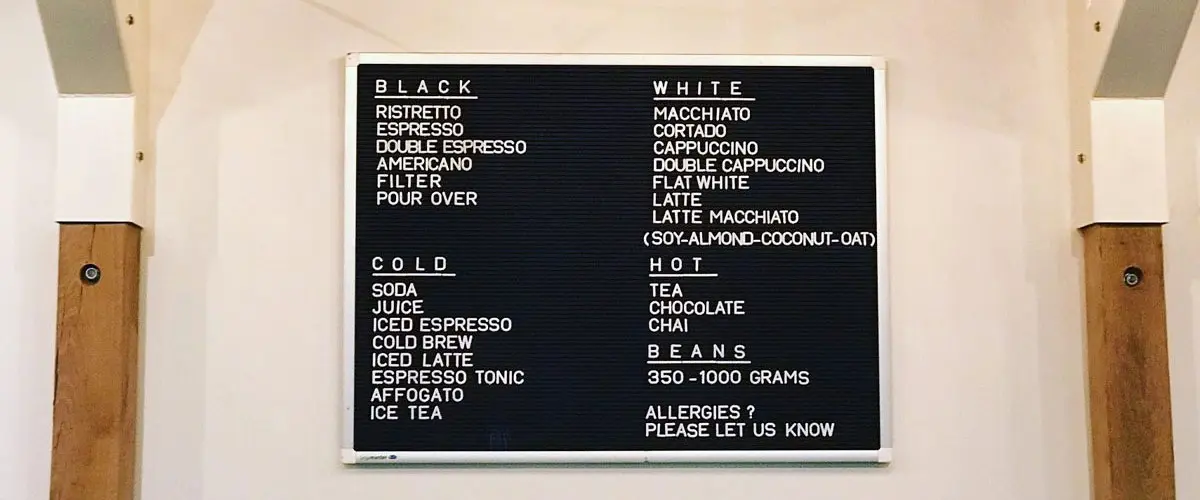 BLACK
RISTRETTO
ESPRESSO
DOUBLE ESPRESSO
AMERICANO
FILTER
POUR OVER
WHITE
MACCHIATO
CORTADO
CAPPUCCINO
DOUBLE CAPPUCCINO
FLAT WHITE
LATTE
LATTE MACCHIATO
(SOY-ALMOND-COCONUT-OAT)
COLD
SODA
JUICE
ICED ESPRESSO
COLD BREW
ICED LATTE
ESPRESSO TONIC
AFFOGATO
ICE TEA
HOT
TEA
CHOCOLATE
CHAI
BEANS
350-1000 GRAMS
ALLERGIES ?
PLEASE LET US KNOW